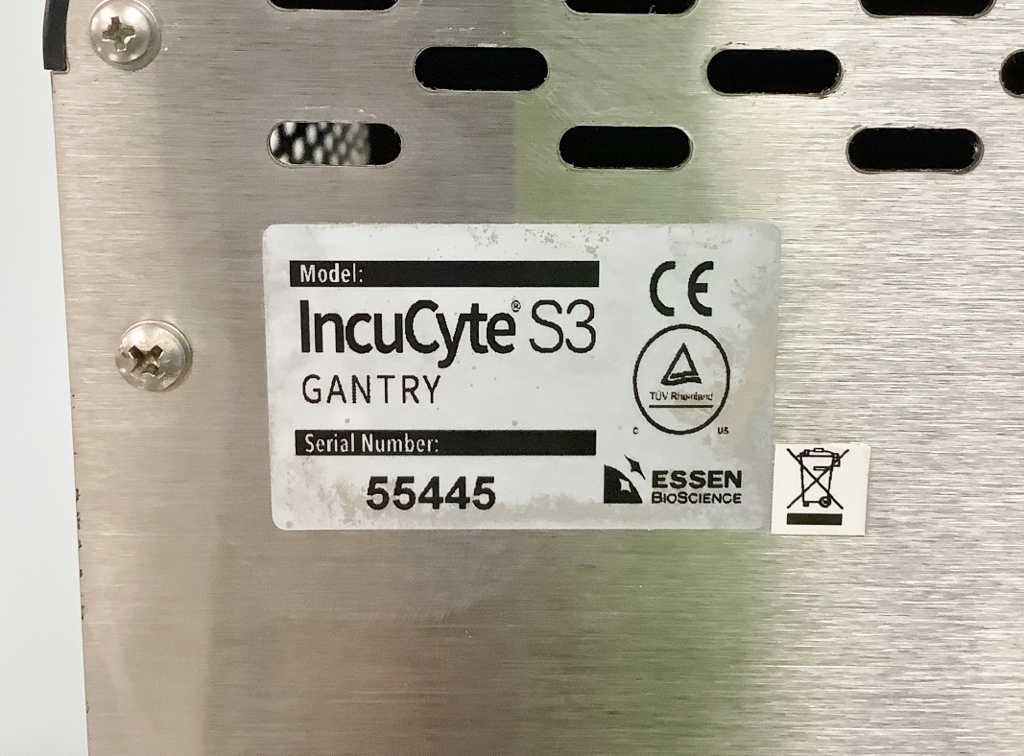 Model:
IncuCyte® S3
GANTRY
Serial Number:
55445
CE
TÜV Rheinland
C US
ESSEN
BIOSCIENCE